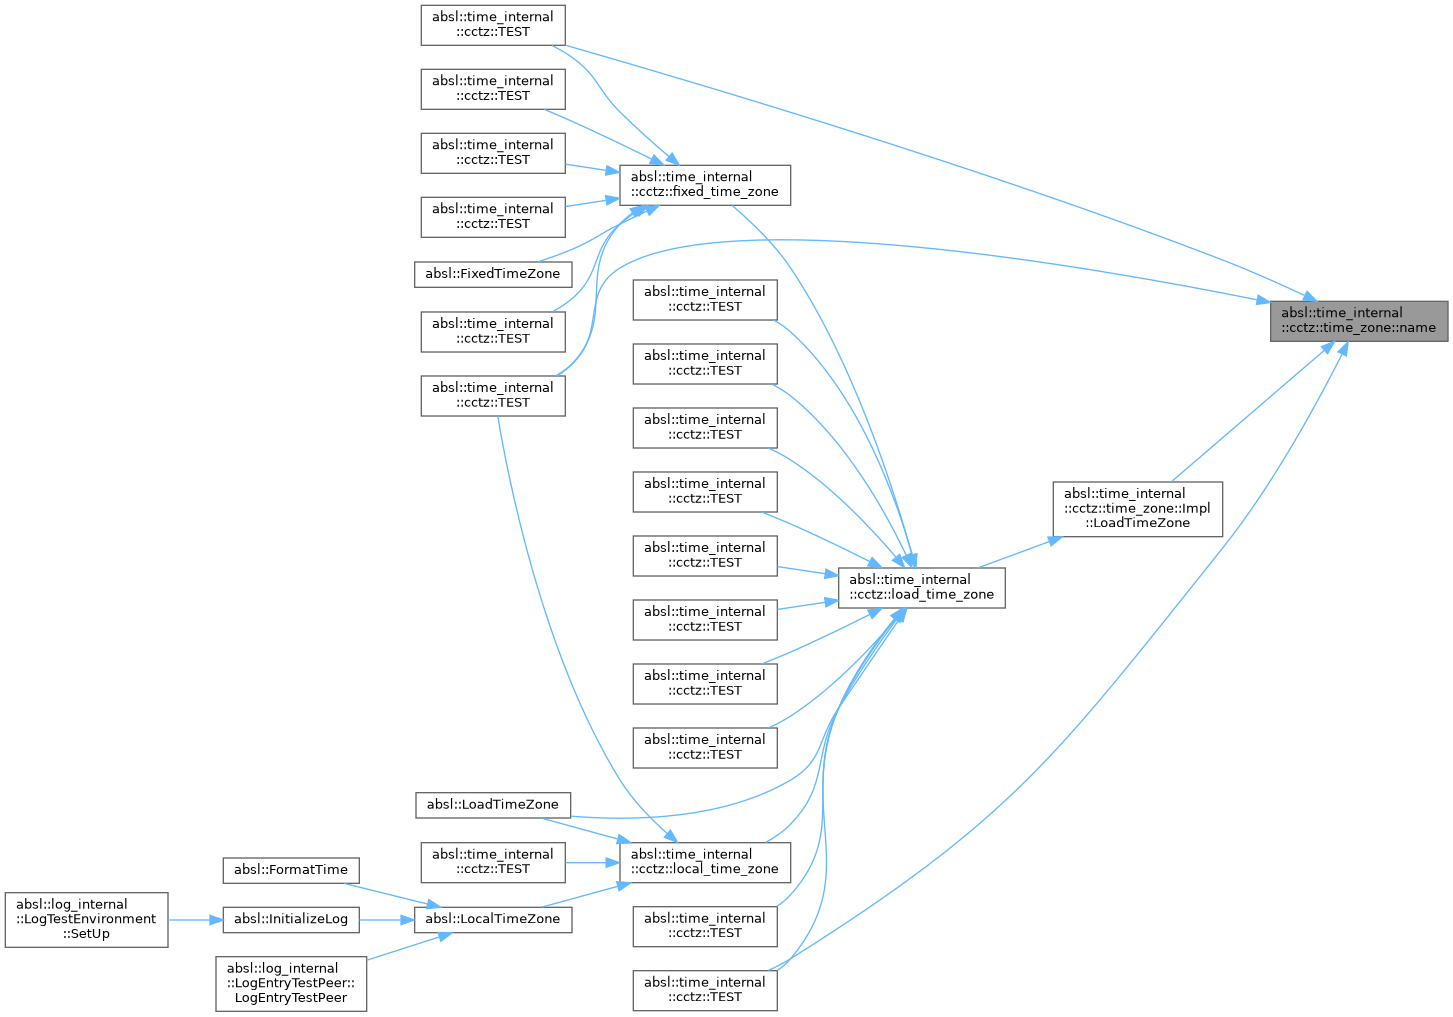 absl::time_internal
::cctz::TEST
absl::time_internal
::cctz::TEST
absl::time_internal
::cctz::TEST
absl::time_internal
::cctz::TEST
absl::FixedTimeZone
absl::time_internal
::cctz::TEST
absl::time_internal
::cctz::TEST
absl::time_internal
::cctz::fixed_time_zone
absl::time_internal
::cctz::TEST
absl::time_internal
::cctz::TEST
absl::time_internal
::cctz::TEST
absl::time_internal
::cctz::TEST
absl::time_internal
::cctz::TEST
absl::time_internal
::cctz::TEST
absl::time_internal
::cctz::TEST
absl::time_internal
::cctz::TEST
absl::time_internal
::cctz::time_zone::name
absl::time_internal
::cctz::time_zone::Impl
::LoadTimeZone
absl::time_internal
::cctz::load_time_zone
absl::LoadTimeZone
absl::time_internal
::cctz::TEST
absl::time_internal
::cctz::local_time_zone
absl::FormatTime
absl::log_internal
::LogTestEnvironment
::SetUp
absl::InitializeLog
absl::LocalTimeZone
absl::log_internal
::LogEntryTestPeer::
LogEntryTestPeer
absl::time_internal
::cctz::TEST
absl::time_internal
::cctz::TEST